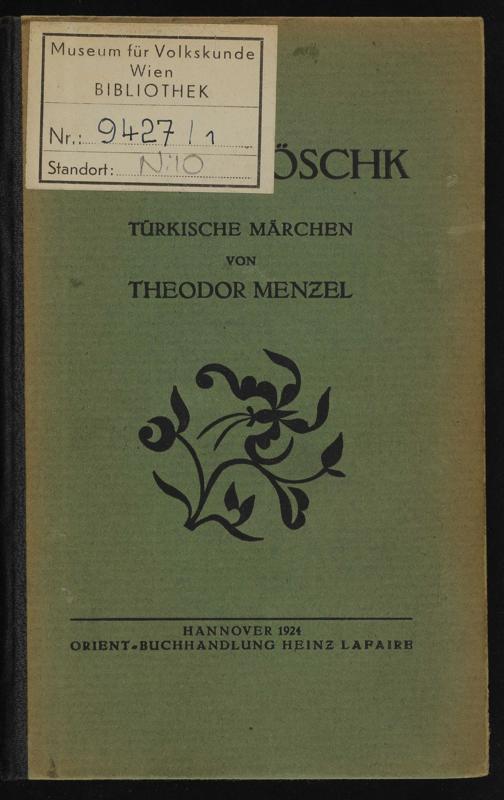 Museum für Volkskunde
Wien
BIBLIOTHEK
Nr.: 9427/1
Standort: N:10
ÖSCHK
TÜRKISCHE MÄRCHEN
VON
THEODOR MENZEL
HANNOVER 1924
ORIENT-BUCHHANDLUNG HEINZ LAFAIRE